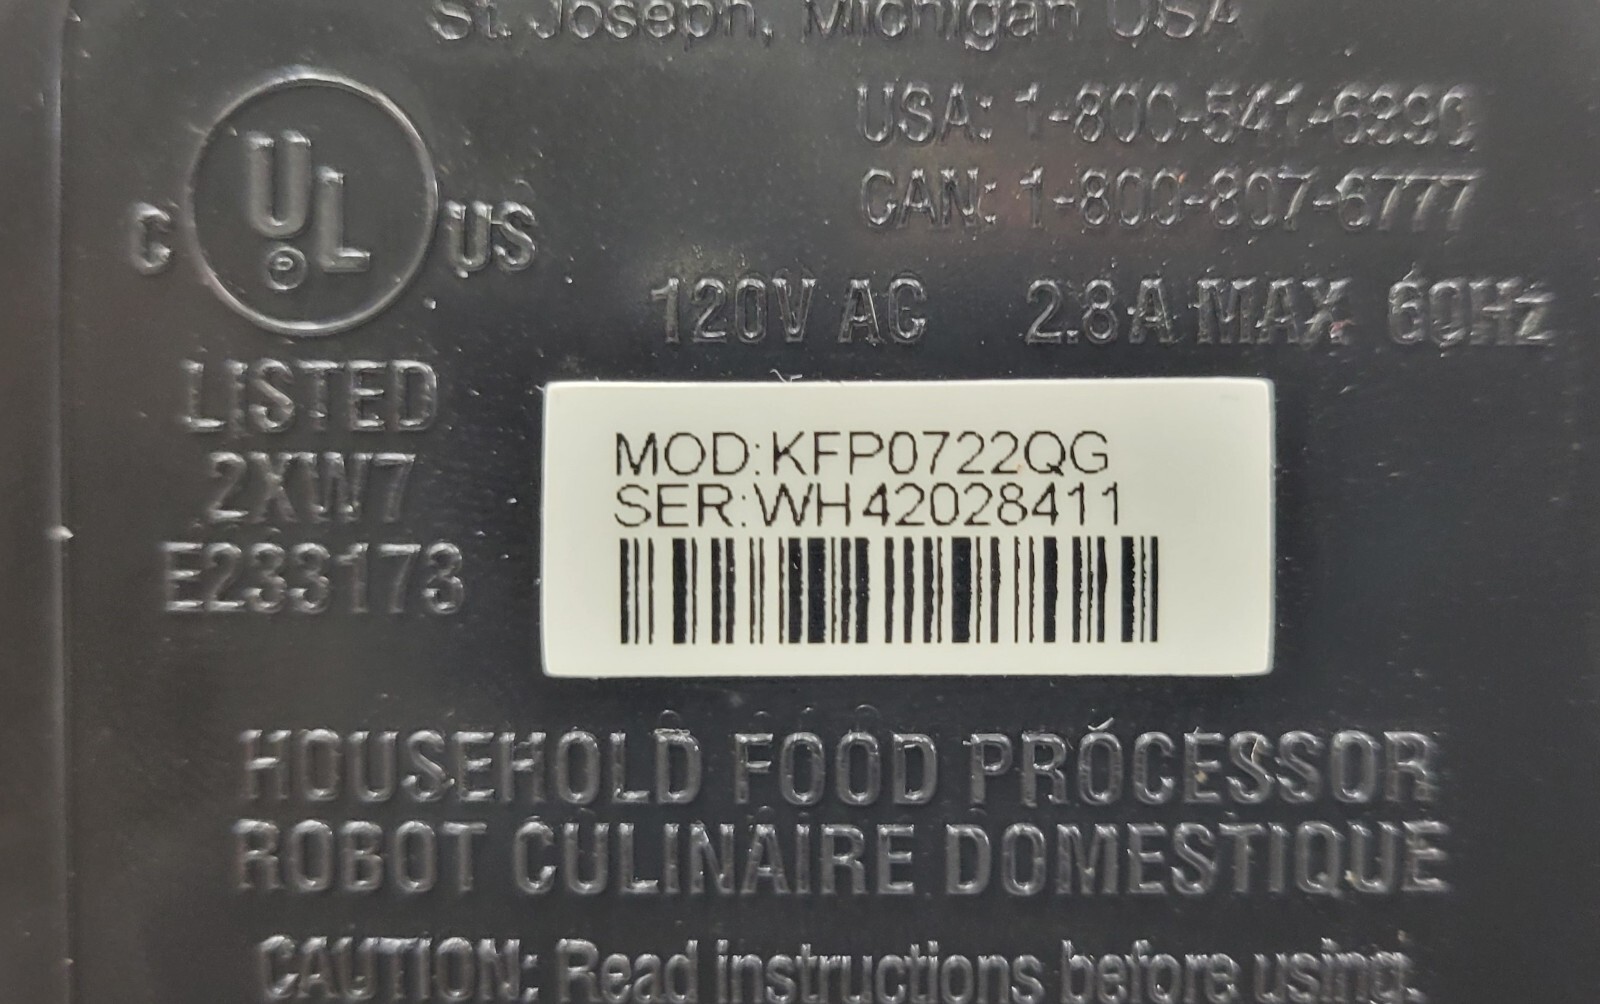 St. Joseph, Michigan USA
USA: 1-800-541-6390
CAN: 1-800-807-6777
C UL US
120V AC 2.8A MAX 60Hz
LISTED
2XW7
E233173
MOD:KFP0722QG
SER:WH42028411
HOUSEHOLD FOOD PROCESSOR
ROBOT CULINAIRE DOMESTIQUE
CAUTION: Read instructions before using.